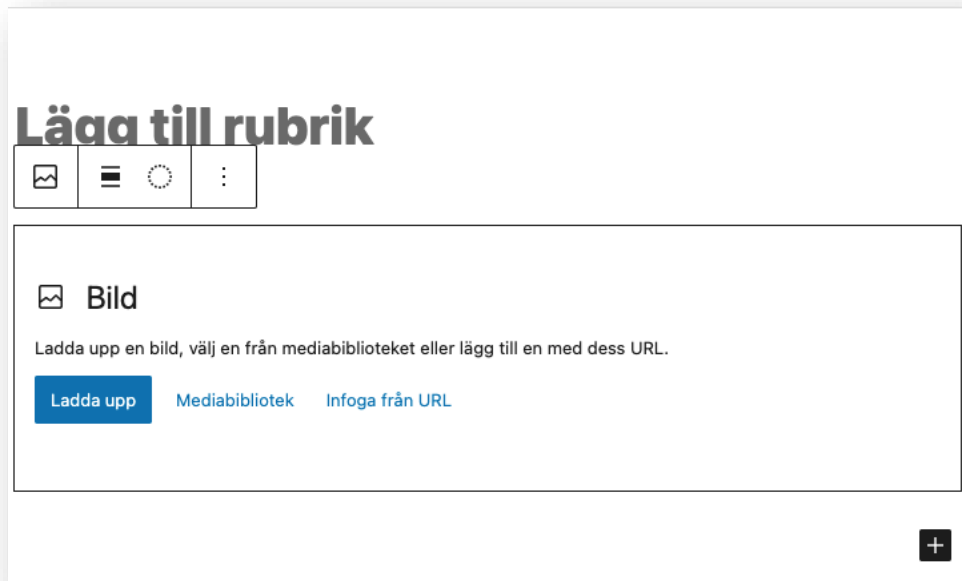 Lägg till rubrik
Bild
Ladda upp en bild, välj en från mediabiblioteket eller lägg till en med dess URL.
Ladda upp Mediabibliotek Infoga från URL